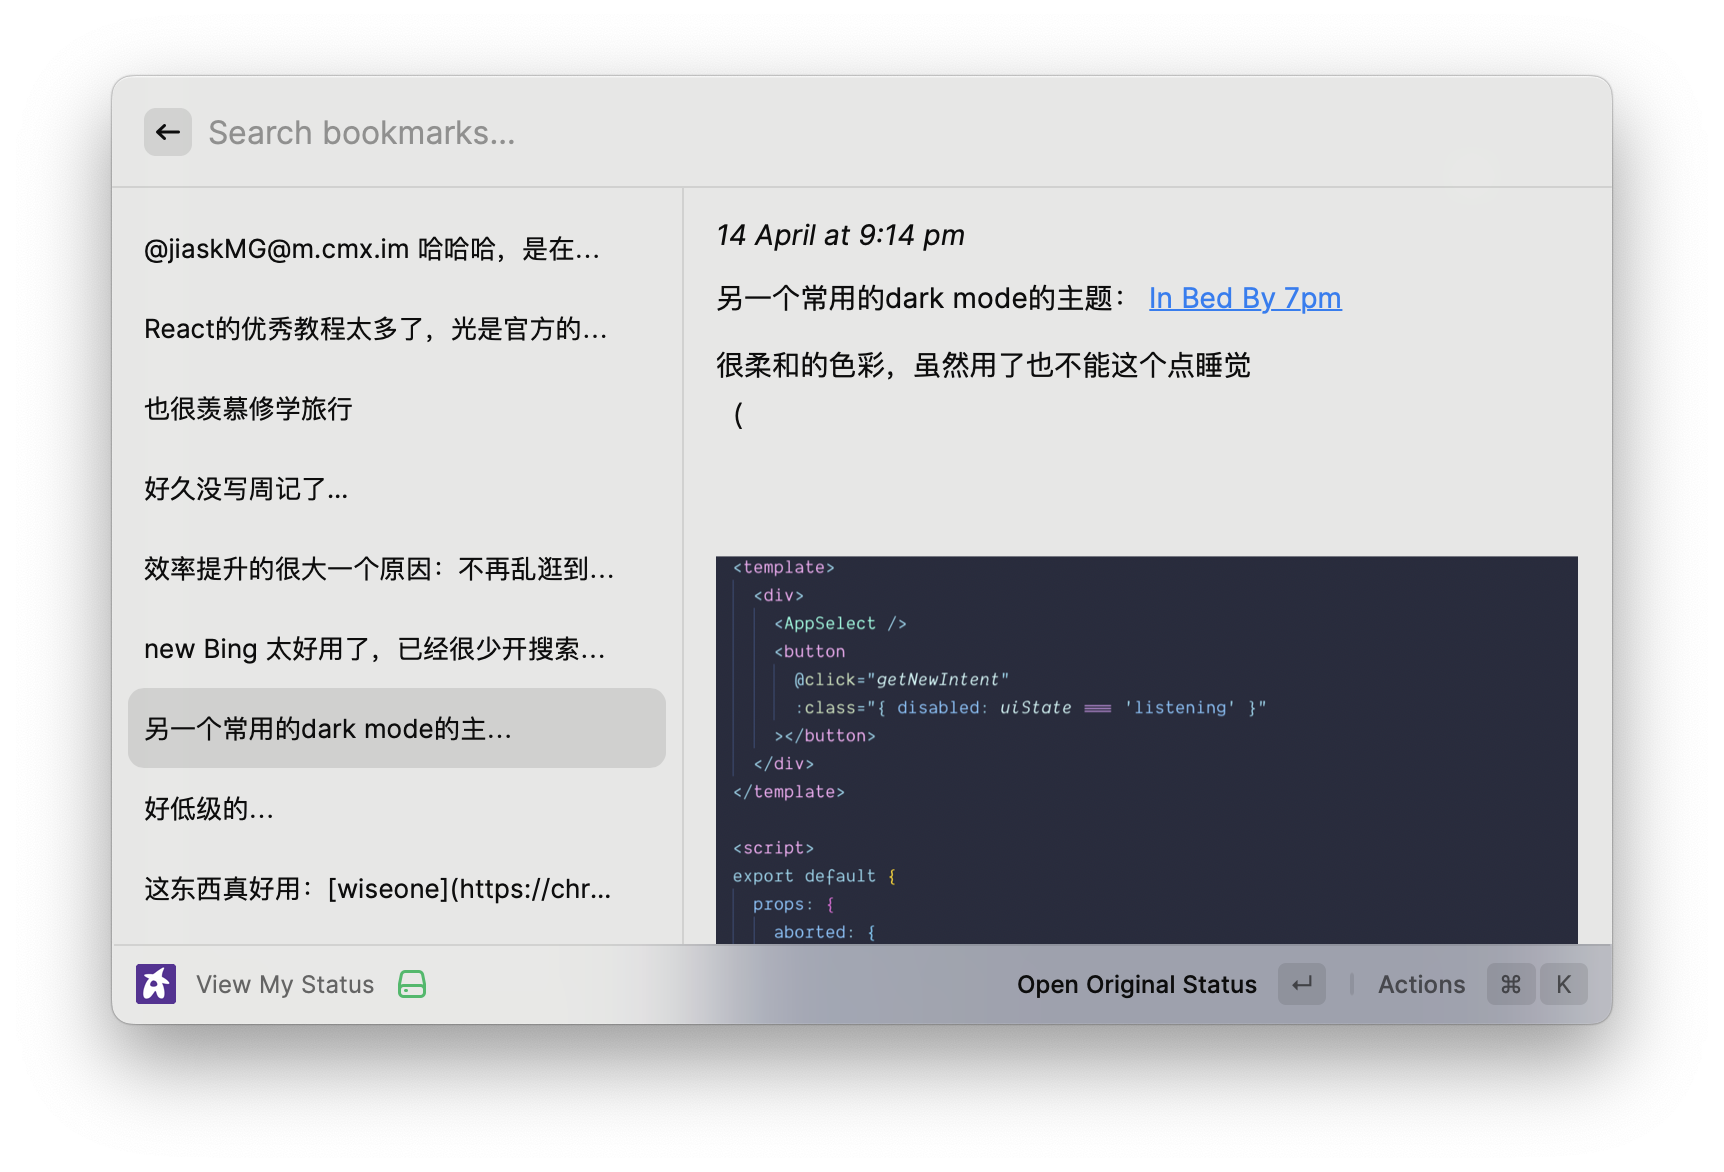 Search bookmarks...
@jiaskMG@m.cmx.im 哈哈哈，是在...
React的优秀教程太多了，光是官方的...
也很羡慕修学旅行
好久没写周记了...
效率提升的很大一个原因：不再乱逛到...
new Bing 太好用了，已经很少开搜索...
另一个常用的dark mode的主...
好低级的...
这东西真好用：[wiseone](https://chr...
14 April at 9:14 pm
另一个常用的dark mode的主题： In Bed By 7pm
很柔和的色彩，虽然用了也不能这个点睡觉
（
<template>
<div>
<AppSelect />
<button
@click="getNewIntent"
:class="{ disabled: uiState === 'listening' }"
></button>
</div>
</template>
<script>
export default {
props: {
aborted: {
View My Status
Open Original Status ↵ | Actions ⌘ K